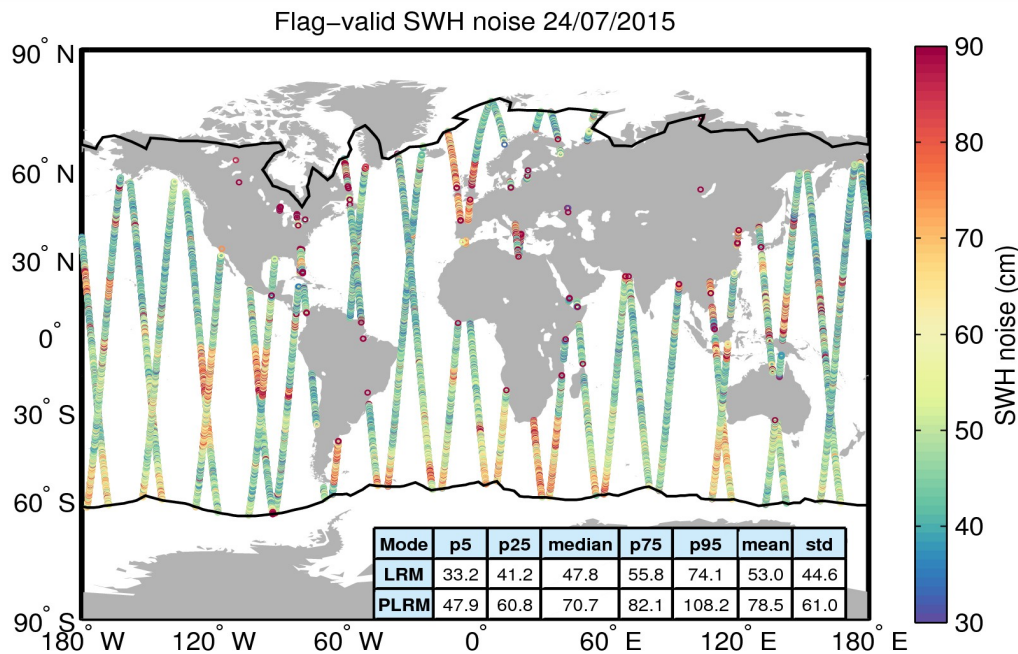 Flag−valid SWH noise 24/07/2015
90° N
60° N
30° N
0°
30° S
60° S
90° S
180° W
120° W
60° W
0°
60° E
120° E
180° E
90
80
70
60
50
40
30
SWH noise (cm)
Mode p5 p25 median p75 p95 mean std
LRM 33.2 41.2 47.8 55.8 74.1 53.0 44.6
PLRM 47.9 60.8 70.7 82.1 108.2 78.5 61.0